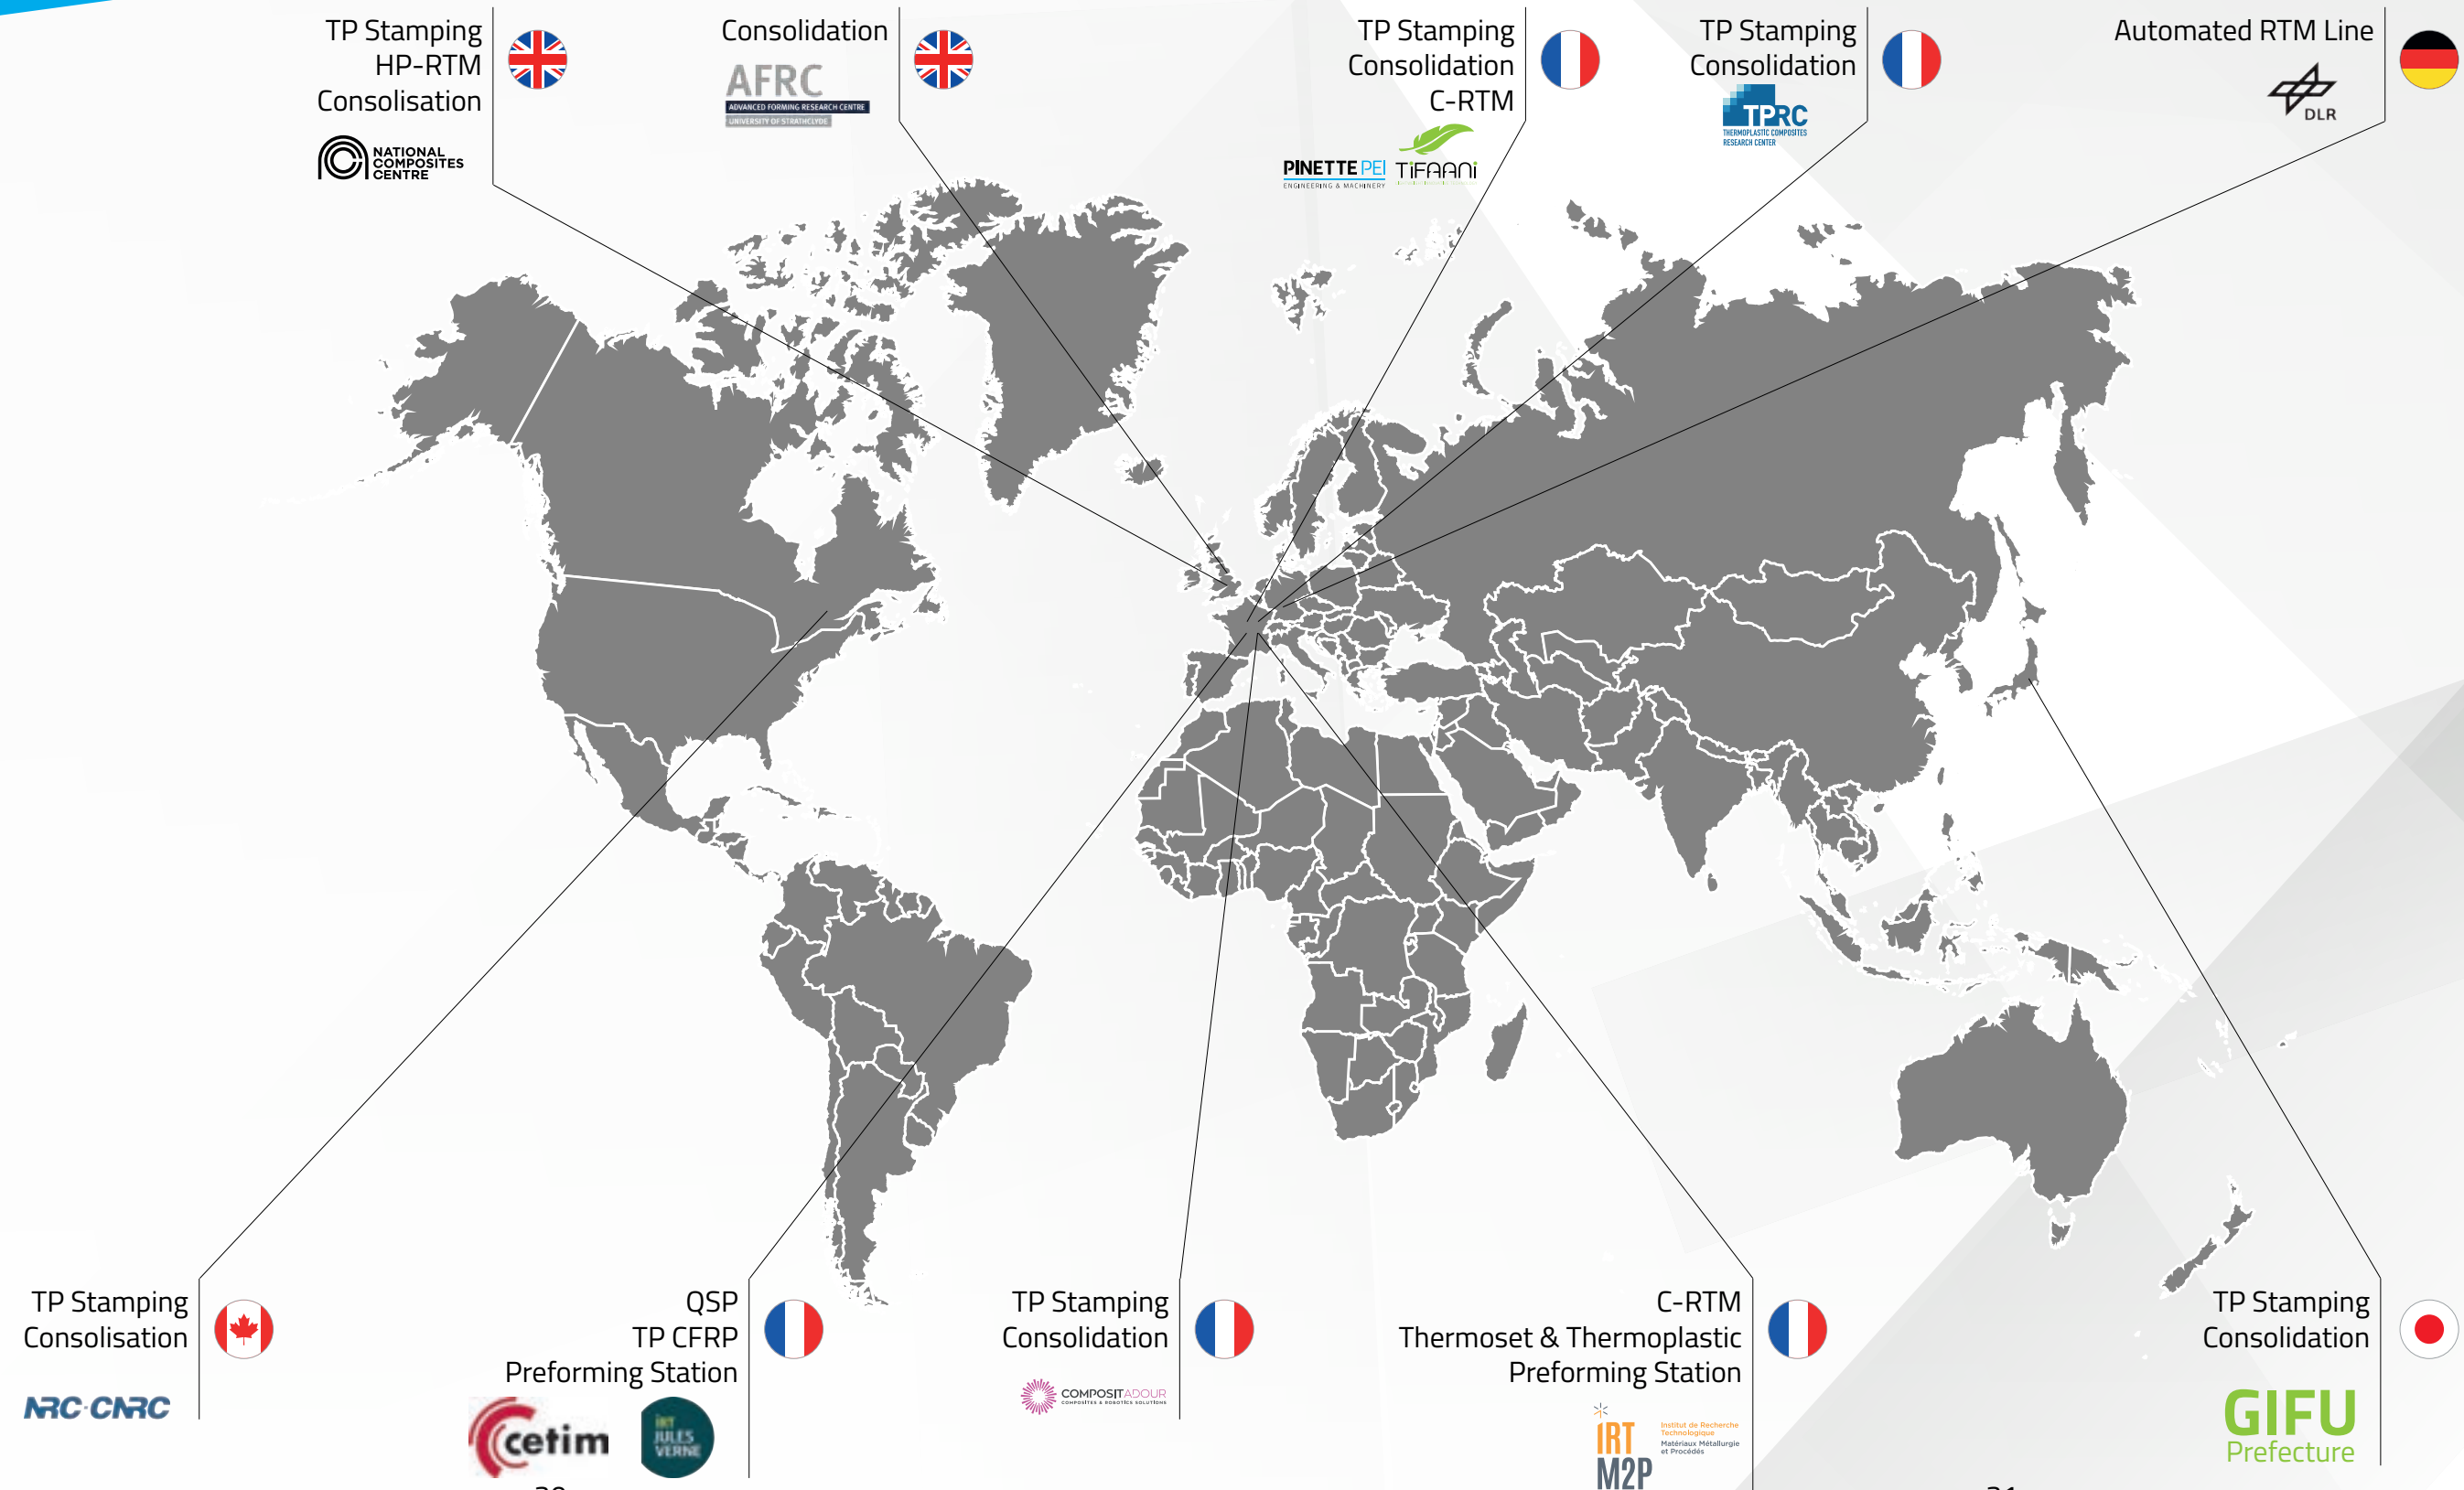 TP Stamping
HP-RTM
Consolisation
NATIONAL
COMPOSITES
CENTRE
Consolidation
AFRC
ADVANCED FORMING RESEARCH CENTRE
UNIVERSITY OF STRATHCLYDE
TP Stamping
Consolidation
C-RTM
PINETTE PEI
ENGINEERING & MACHINERY
TiFAANi
TP Stamping
Consolidation
TPRC
THERMOPLASTIC COMPOSITES
RESEARCH CENTER
Automated RTM Line
DLR
TP Stamping
Consolisation
NRC-CNRC
QSP
TP CFRP
Preforming Station
cetim
IRT
JULES
VERNE
TP Stamping
Consolidation
COMPOSITADOUR
COMPOSITES & ROBOTICS SOLUTIONS
C-RTM
Thermoset & Thermoplastic
Preforming Station
IRT
M2P
Institut de Recherche
Technologique
Matériaux Métallurgie
et Procédés
TP Stamping
Consolidation
GIFU
Prefecture